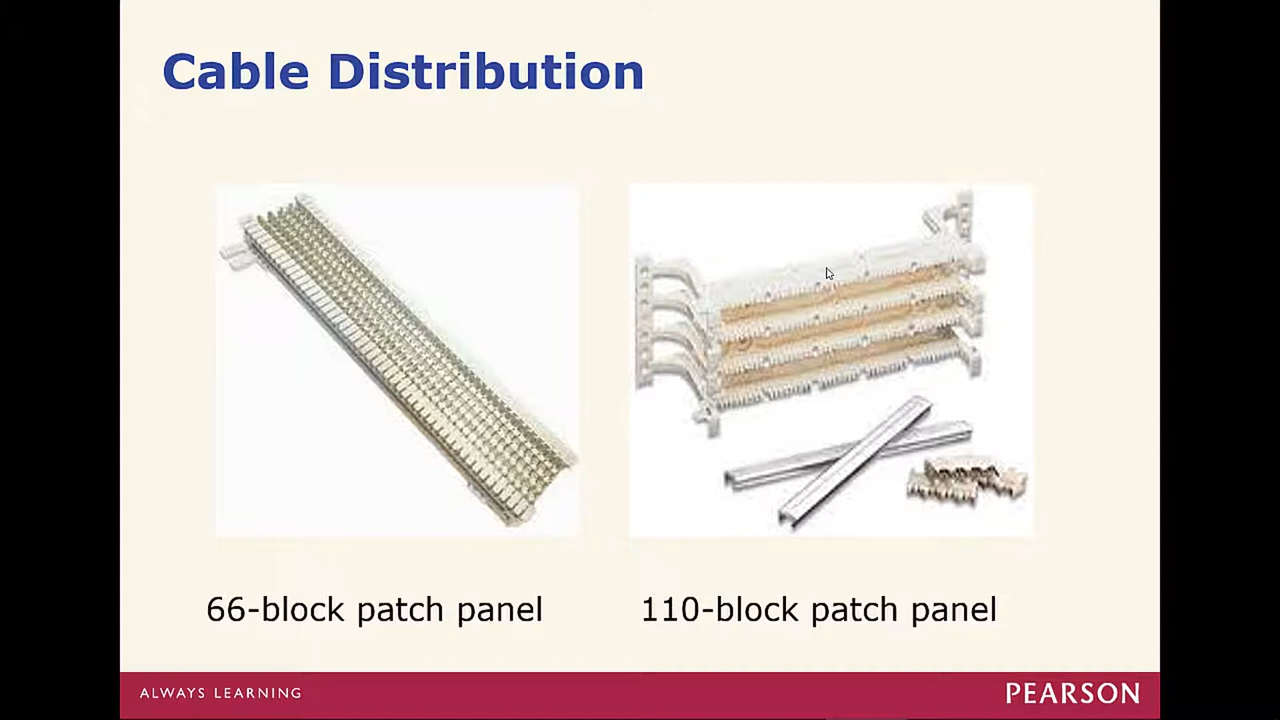 Cable Distribution
66-block patch panel
110-block patch panel
ALWAYS LEARNING
PEARSON